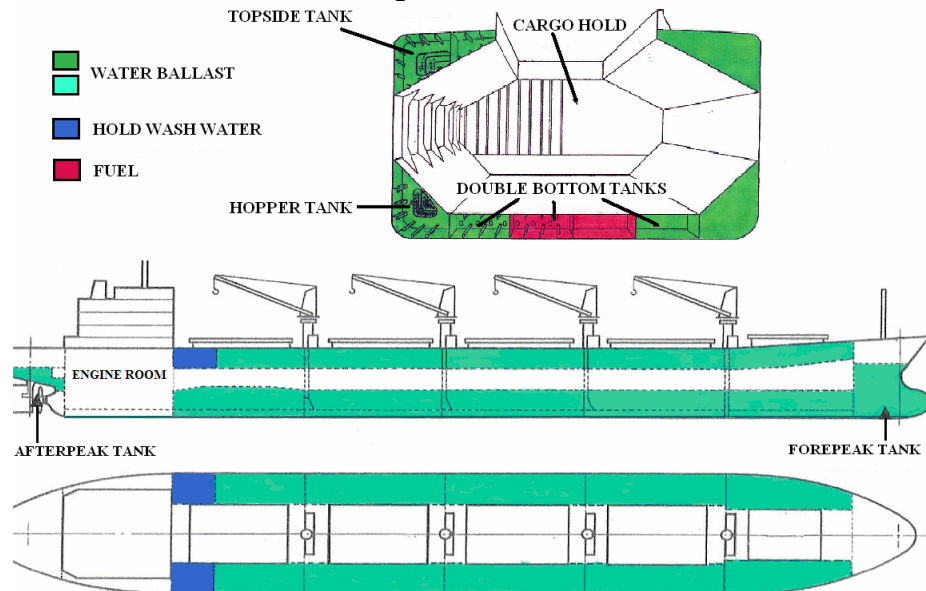 TOPSIDE TANK
CARGO HOLD
WATER BALLAST
HOLD WASH WATER
FUEL
DOUBLE BOTTOM TANKS
HOPPER TANK
ENGINE ROOM
AFTERPEAK TANK
FOREPEAK TANK